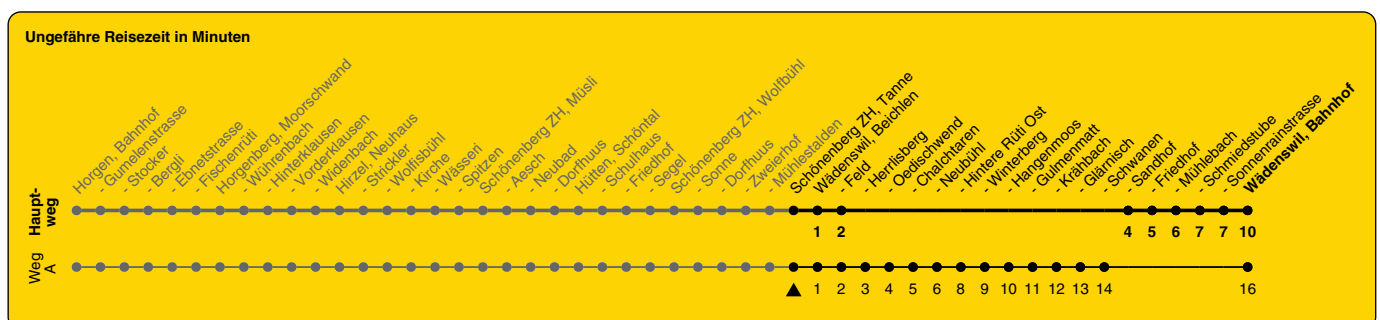 Ungefähre Reisezeit in Minuten
Horgen, Bahnhof
- Gumelenstrasse
- Stocker
- Bergli
- Ebnetstrasse
- Fischenrüti
Horgenberg, Moorschwand
- Wührenbach
- Hinterklausen
- Vorderklausen
- Widenbach
Hirzel, Neuhaus
- Strickler
- Wolfisbühl
- Kirche
- Wässeri
- Spitzen
Schönenberg ZH, Müsli
- Aesch
- Neubad
- Dorfhuus
Hütten, Schöntal
- Schulhaus
- Friedhof
- Segel
Schönenberg ZH, Wolfbühl
- Sonne
- Dorfhuus
- Zweierhof
- Mühlestalden
Schönenberg ZH, Tanne
Wädenswil, Beichlen
- Feld
- Herrlisberg
- Oedischwend
- Chalchtaren
- Neubühl
- Hintere Rüti Ost
- Winterberg
- Hangenmoos
- Gulmenmatt
- Krähbach
- Glärnisch
- Schwanen
- Sandhof
- Friedhof
- Mühlebach
- Schmiedstube
- Sonnenrainstrasse
Wädenswil, Bahnhof
Haupt-
weg
1 2 4 5 6 7 7 10
Weg
A
1 2 3 4 5 6 8 9 10 11 12 13 14 16